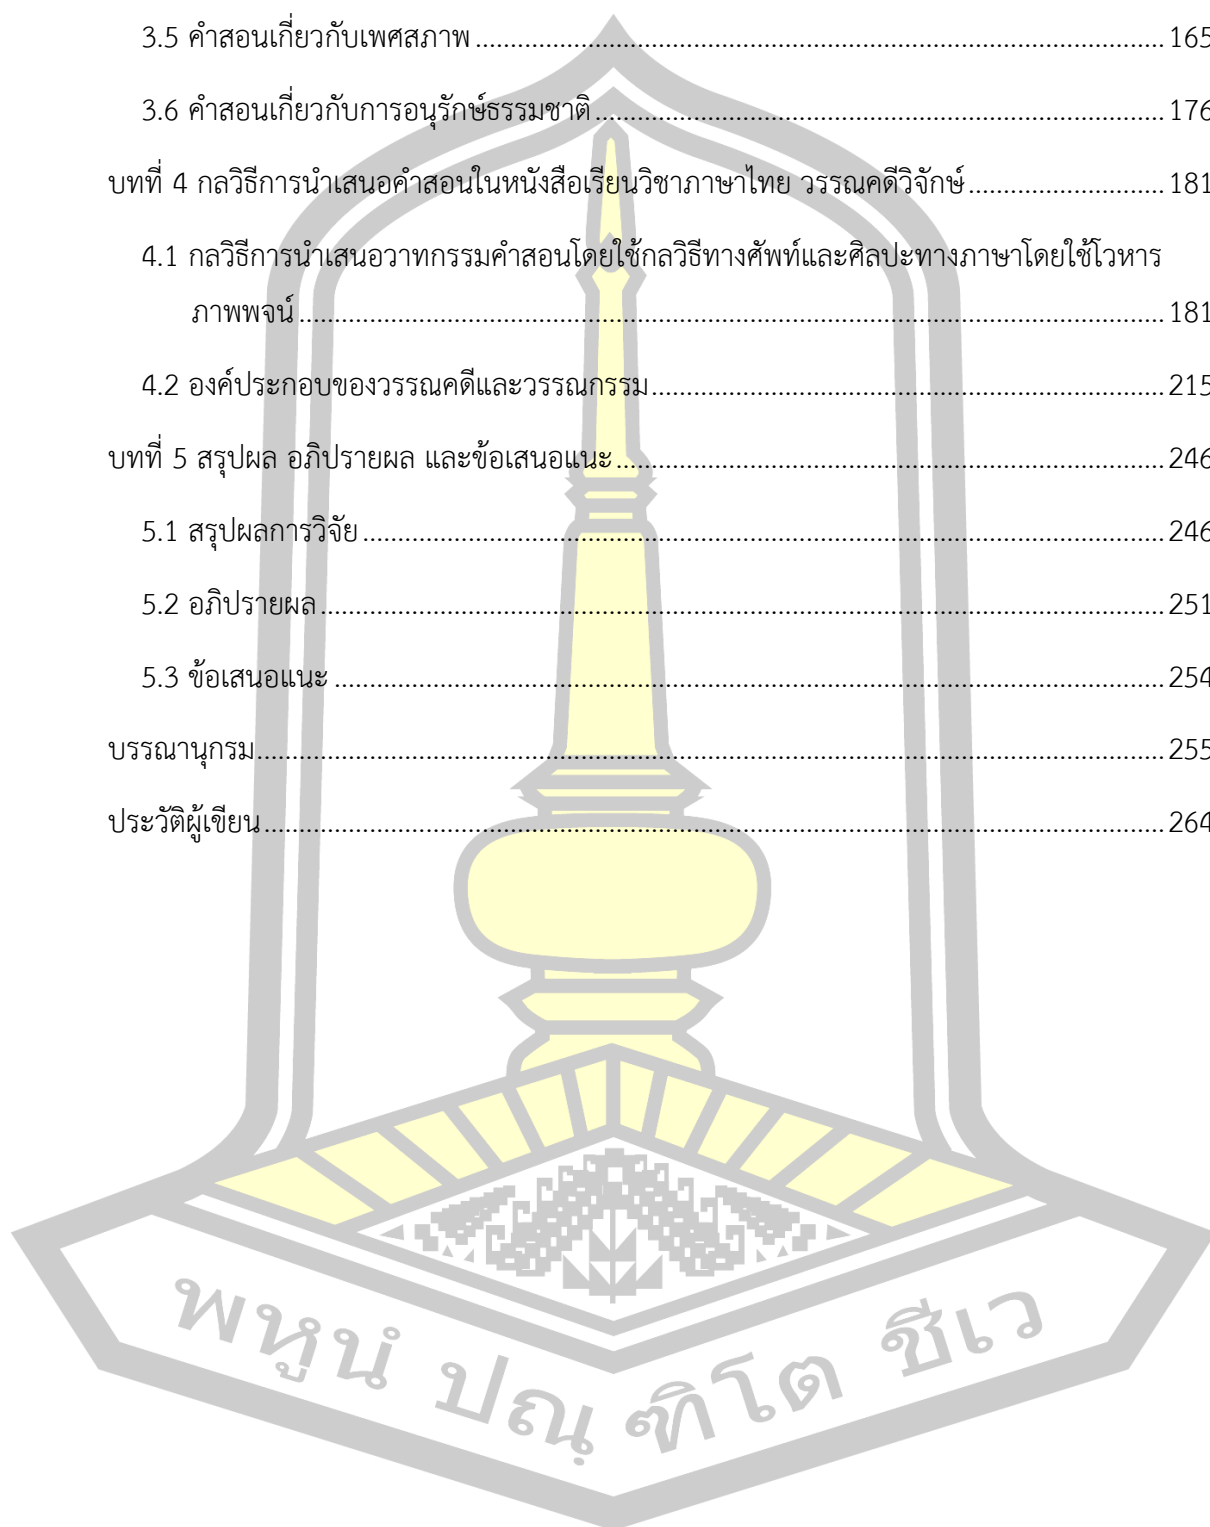 3.5 คำสอนเกี่ยวกับเพศสภาพ ........................................................................ 165
3.6 คำสอนเกี่ยวกับการอนุรักษ์ธรรมชาติ ........................................................................ 176
บทที่ 4 กลวิธีการนำเสนอคำสอนในหนังสือเรียนวิชาภาษาไทย วรรณคดีวิจักษ์ ........................ 181
4.1 กลวิธีการนำเสนอวาทกรรมคำสอนโดยใช้กลวิธีทางศัพท์และศิลปะทางภาษาโดยใช้โวหาร
ภาพพจน์ ........................................................................ 181
4.2 องค์ประกอบของวรรณคดีและวรรณกรรม ........................................................................ 215
บทที่ 5 สรุปผล อภิปรายผล และข้อเสนอแนะ ........................................................................ 246
5.1 สรุปผลการวิจัย ........................................................................ 246
5.2 อภิปรายผล ........................................................................ 251
5.3 ข้อเสนอแนะ ........................................................................ 254
บรรณานุกรม ........................................................................ 255
ประวัติผู้เขียน ........................................................................ 264
พหูนํ ปณฺฑิโต ชีเว